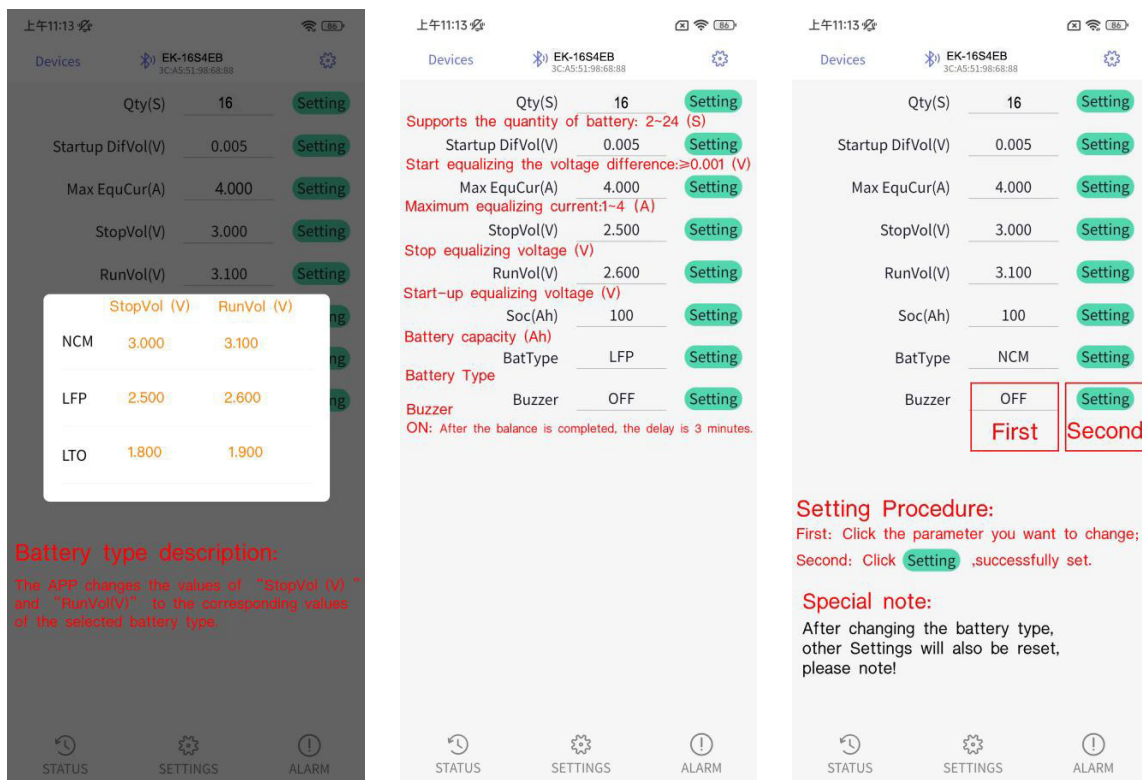 上午11:13
86
Devices
EK-16S4EB
3C:A5:51:98:68:88
Qty(S) 16 Setting
Startup DifVol(V) 0.005 Setting
Max EquCur(A) 4.000 Setting
StopVol(V) 3.000 Setting
RunVol(V) 3.100 Setting
ng
ng
ng
StopVol (V) RunVol (V)
NCM 3.000 3.100
LFP 2.500 2.600
LTO 1.800 1.900
Battery type description:
The APP changes the values of “StopVol (V) ”
and “RunVol(V)” to the corresponding values
of the selected battery type.
STATUS SETTINGS ALARM
上午11:13
86
Devices
EK-16S4EB
3C:A5:51:98:68:88
Qty(S) 16 Setting
Supports the quantity of battery: 2~24 (S)
Startup DifVol(V) 0.005 Setting
Start equalizing the voltage difference:≥0.001 (V)
Max EquCur(A) 4.000 Setting
Maximum equalizing current:1~4 (A)
StopVol(V) 2.500 Setting
Stop equalizing voltage (V)
RunVol(V) 2.600 Setting
Start-up equalizing voltage (V)
Soc(Ah) 100 Setting
Battery capacity (Ah)
BatType LFP Setting
Battery Type
Buzzer OFF Setting
Buzzer
ON: After the balance is completed, the delay is 3 minutes.
STATUS SETTINGS ALARM
上午11:13
86
Devices
EK-16S4EB
3C:A5:51:98:68:88
Qty(S) 16 Setting
Startup DifVol(V) 0.005 Setting
Max EquCur(A) 4.000 Setting
StopVol(V) 3.000 Setting
RunVol(V) 3.100 Setting
Soc(Ah) 100 Setting
BatType NCM Setting
Buzzer OFF Setting
First Second
Setting Procedure:
First: Click the parameter you want to change;
Second: Click Setting ,successfully set.
Special note:
After changing the battery type,
other Settings will also be reset,
please note!
STATUS SETTINGS ALARM